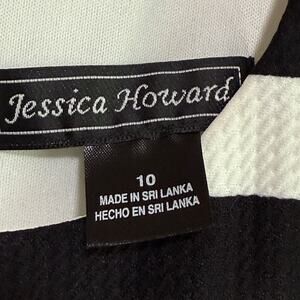 Jessica Howard
10
MADE IN SRI LANKA
HECHO EN SRI LANKA